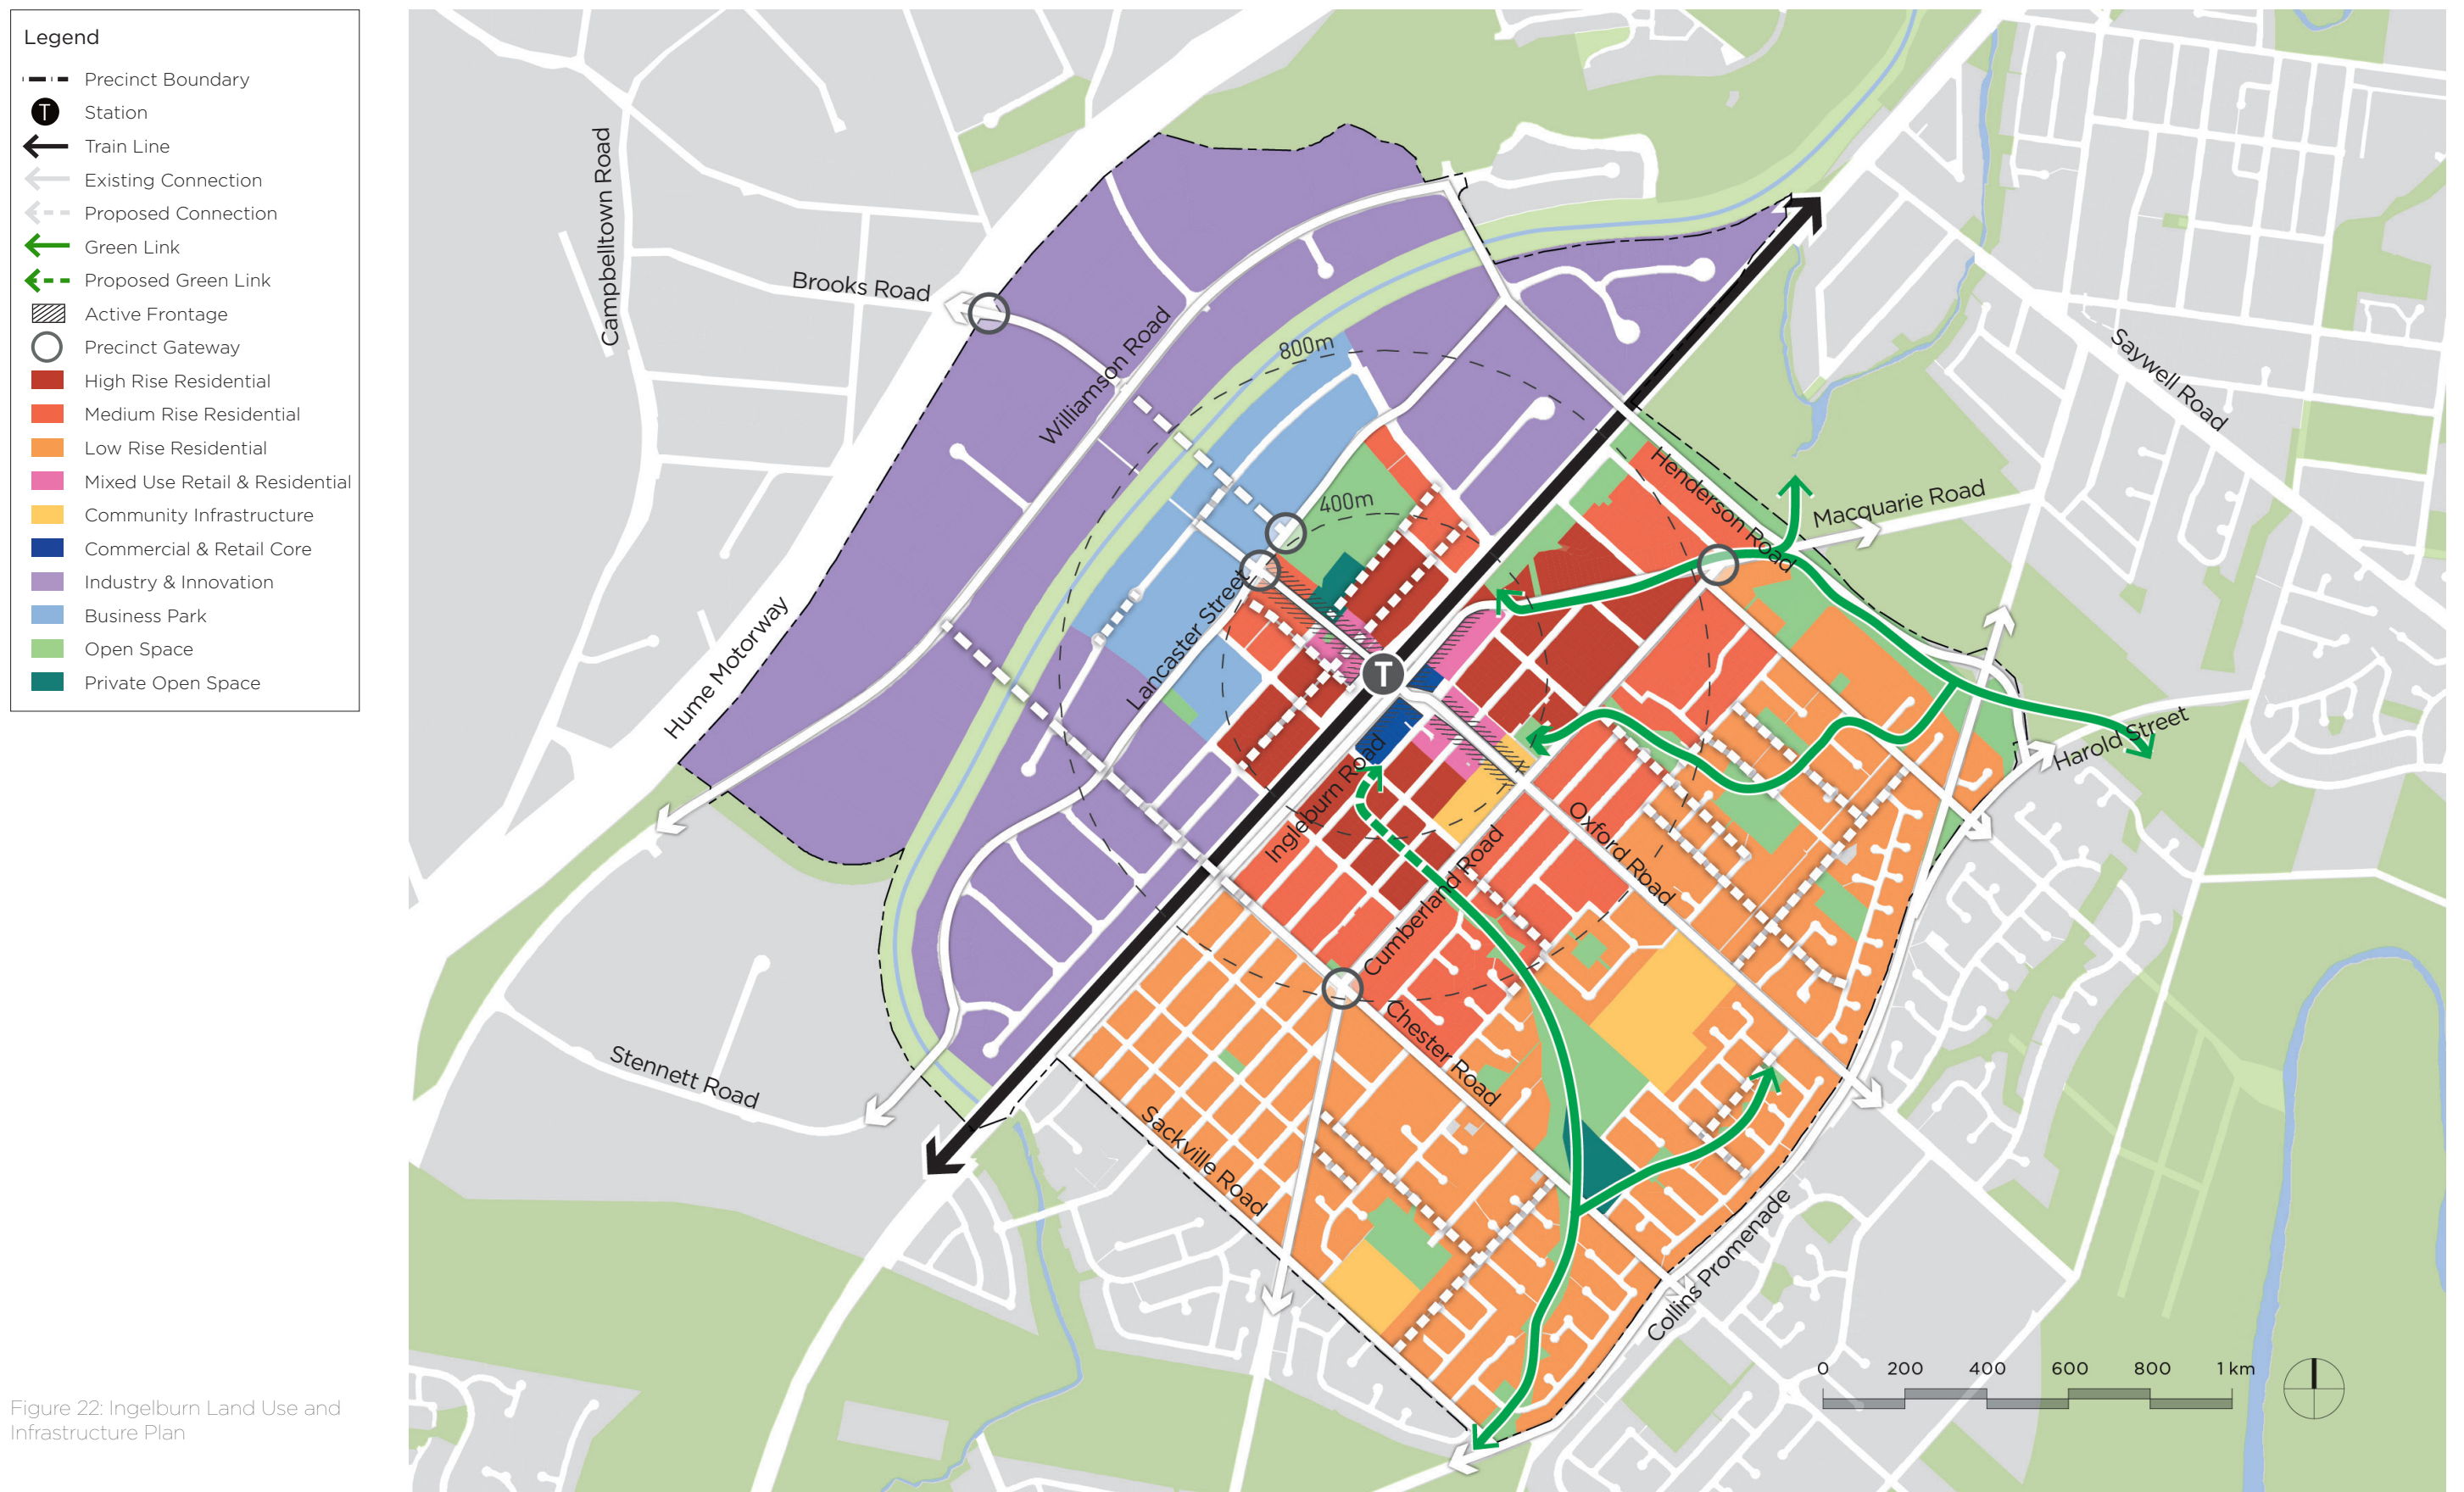 Legend
Precinct Boundary
T
Station
Train Line
Existing Connection
Proposed Connection
Green Link
Proposed Green Link
Active Frontage
Precinct Gateway
High Rise Residential
Medium Rise Residential
Low Rise Residential
Mixed Use Retail & Residential
Community Infrastructure
Commercial & Retail Core
Industry & Innovation
Business Park
Open Space
Private Open Space
Campbelltown Road
Brooks Road
Williamson Road
800m
Saywell Road
Henderson Road
400m
Macquarie Road
Hume Motorway
Lancaster Street
T
Harold Street
Ingleburn Road
Oxford Road
Cumberland Road
Chester Road
Stennett Road
Sackville Road
Collins Promenade
0 200 400 600 800 1 km
Figure 22: Ingelburn Land Use and
Infrastructure Plan